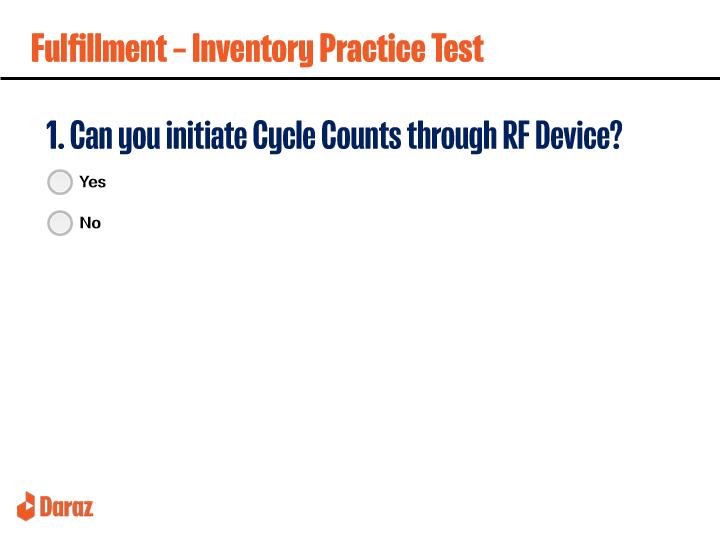 Fulfillment – Inventory Practice Test
1. Can you initiate Cycle Counts through RF Device?
Yes
No
Daraz